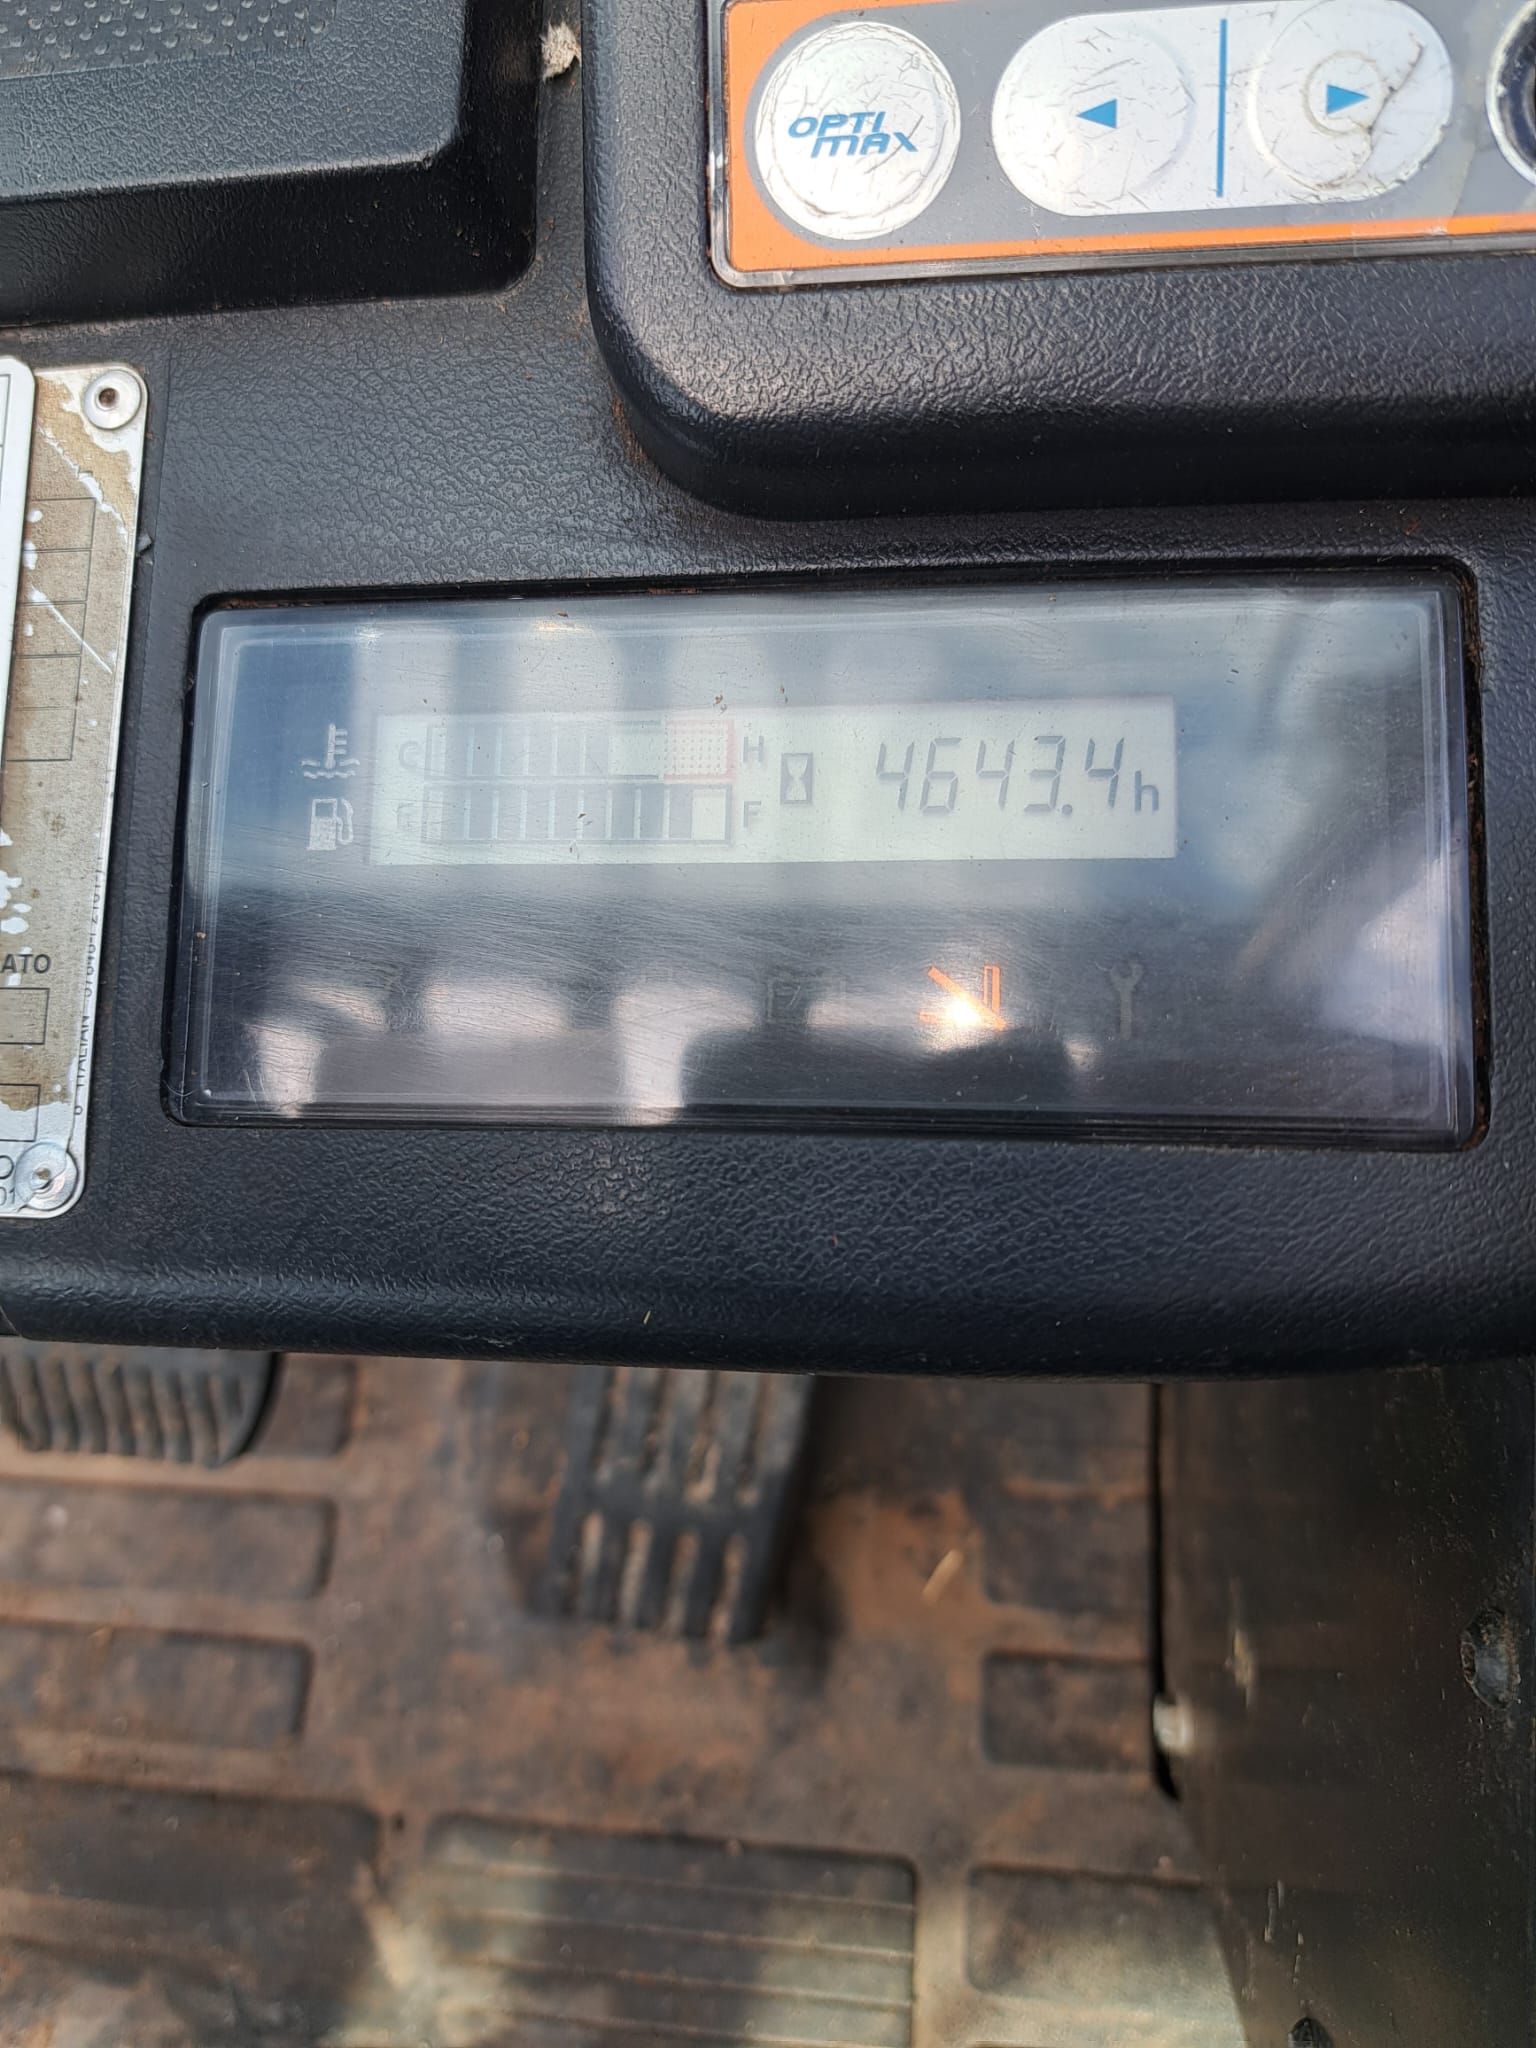 OPTI
MAX
C H
F
4643.4h
ATO